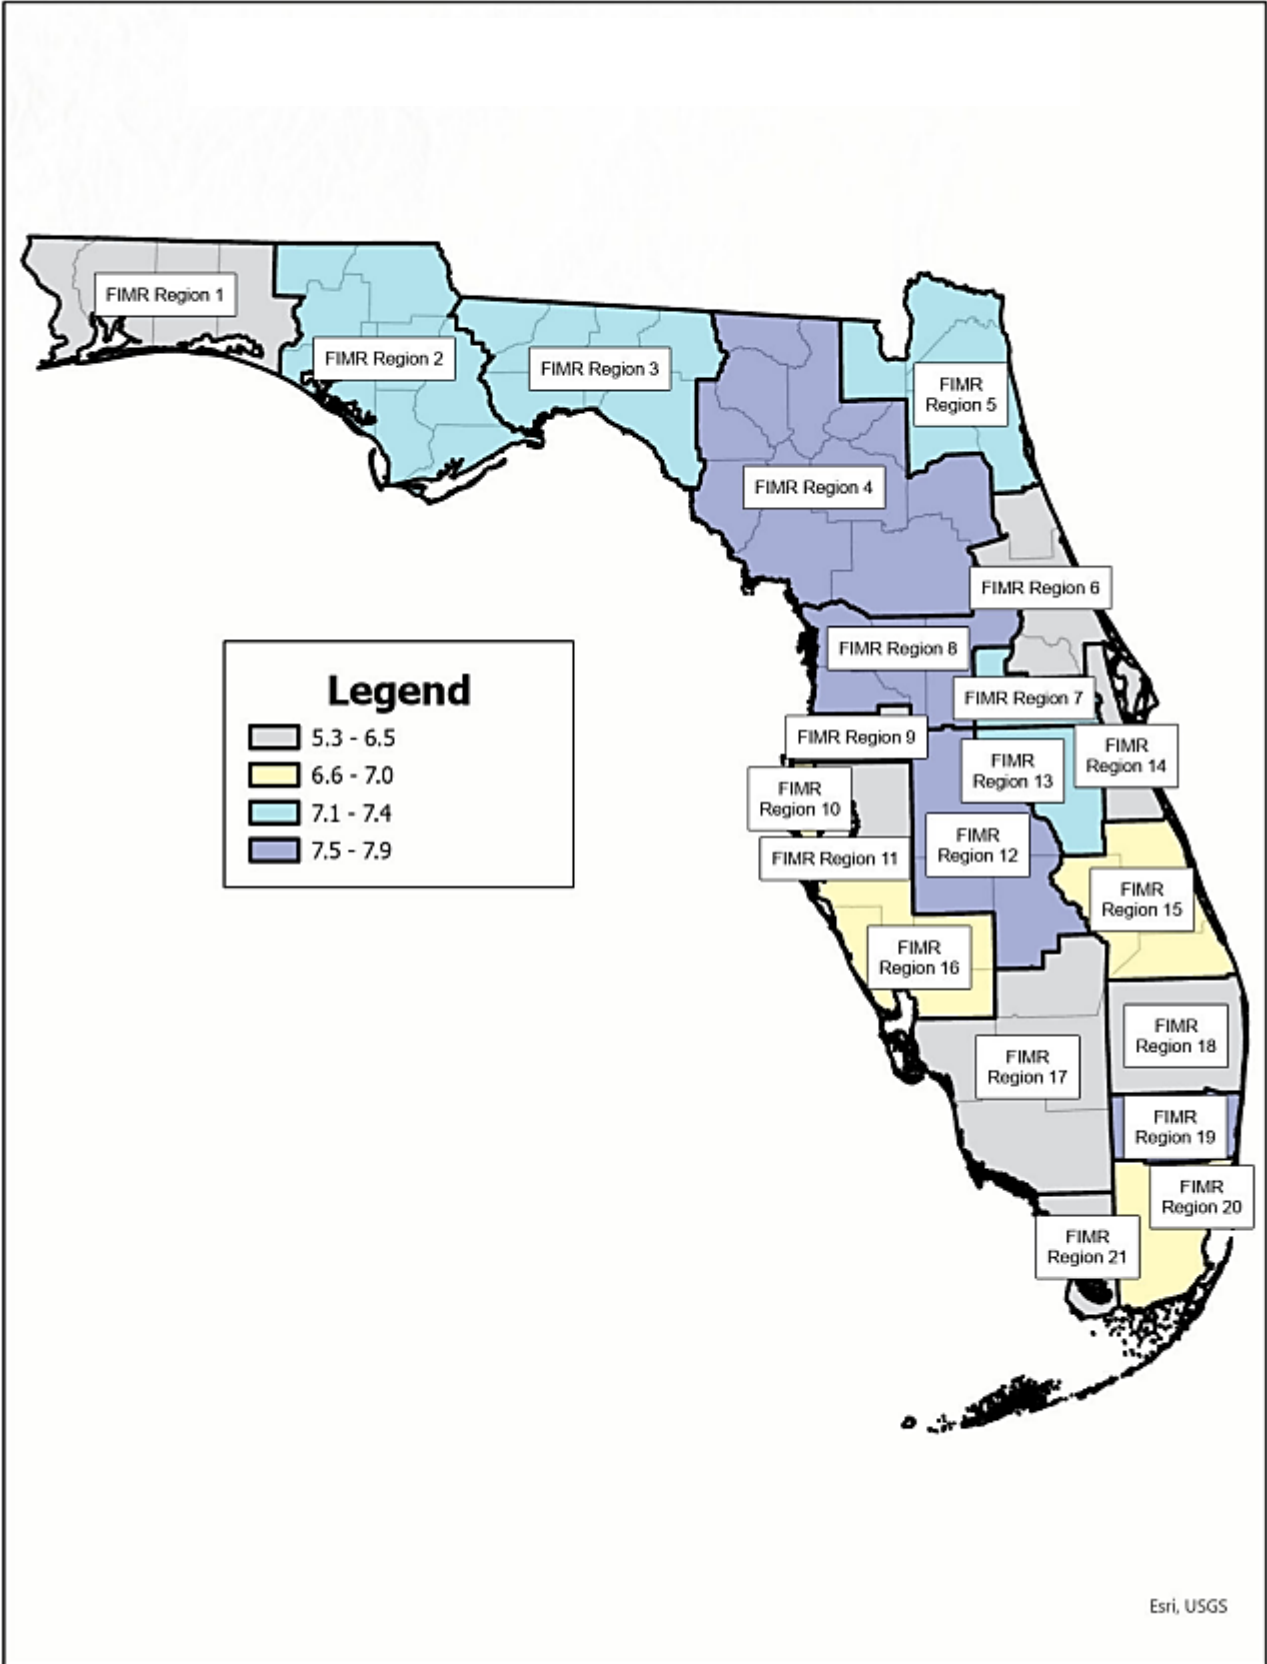 FIMR Region 1
FIMR Region 2
FIMR Region 3
FIMR
Region 5
FIMR Region 4
FIMR Region 6
FIMR Region 8
FIMR Region 7
FIMR Region 9
FIMR
Region 14
FIMR
Region 13
FIMR
Region 10
FIMR
Region 12
FIMR Region 11
FIMR
Region 15
FIMR
Region 16
FIMR
Region 18
FIMR
Region 17
FIMR
Region 19
FIMR
Region 20
FIMR
Region 21
Legend
5.3 - 6.5
6.6 - 7.0
7.1 - 7.4
7.5 - 7.9
Esri, USGS